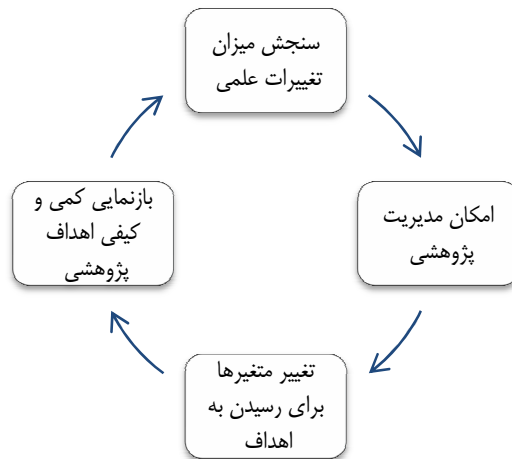 سنجش میزان
تغییرات علمی
امکان مدیریت
پژوهشی
تغییر متغیرها
برای رسیدن به
اهداف
بازنمایی کمی و
کیفی اهداف
پژوهشی